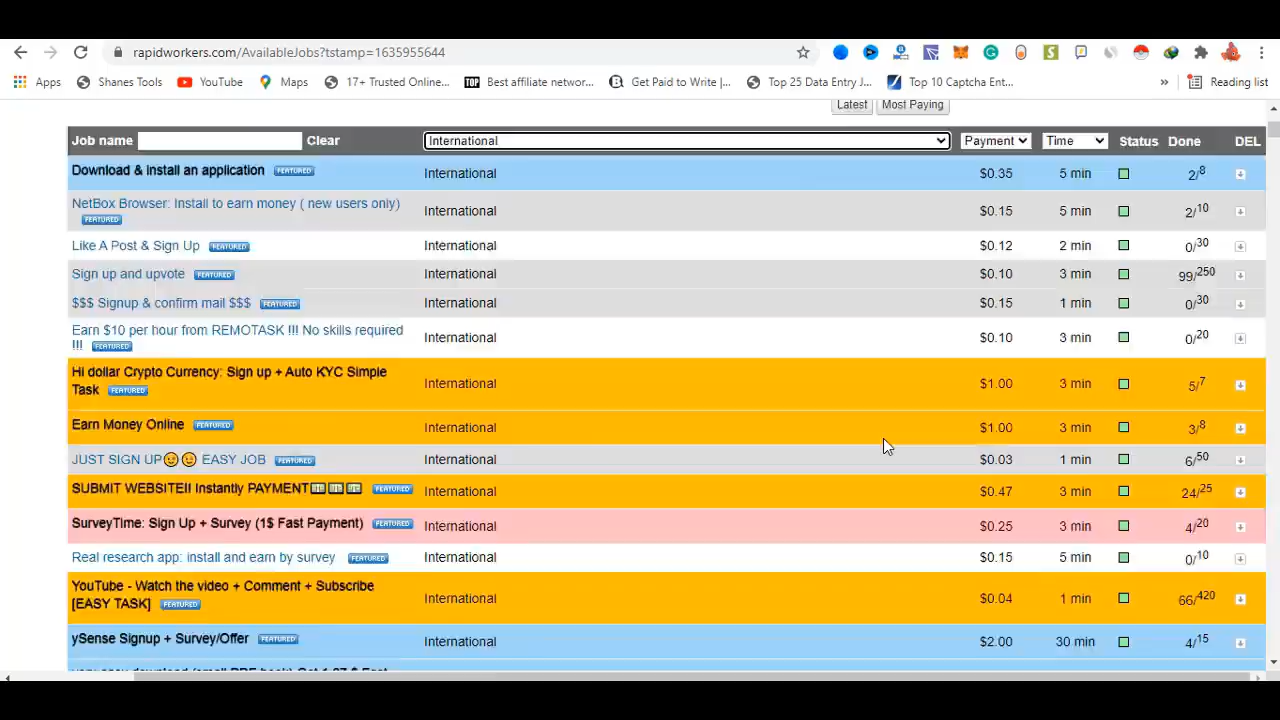 rapidworkers.com/AvailableJobs?tstamp=1635955644
Apps Shanes Tools YouTube Maps 17+ Trusted Online... TOP Best affiliate networ... Get Paid to Write |... Top 25 Data Entry J... Top 10 Captcha Ent... » Reading list
Latest Most Paying
Job name Clear International Payment Time Status Done DEL
Download & Install an application FEATURED International $0.35 5 min 2/8
NetBox Browser: Install to earn money ( new users only) International $0.15 5 min 2/10
FEATURED
Like A Post & Sign Up FEATURED International $0.12 2 min 0/30
Sign up and upvote FEATURED International $0.10 3 min 99/250
$$$ Signup & confirm mail $$$ FEATURED International $0.15 1 min 0/30
Earn $10 per hour from REMOTASK !!! No skills required International $0.10 3 min 0/20
!!! FEATURED
Hi dollar Crypto Currency: Sign up + Auto KYC Simple International $1.00 3 min 5/7
Task FEATURED
Earn Money Online FEATURED International $1.00 3 min 3/8
JUST SIGN UP🙂🙂 EASY JOB FEATURED International $0.03 1 min 6/50
SUBMIT WEBSITE!! Instantly PAYMENT💵💵💵 FEATURED International $0.47 3 min 24/25
SurveyTime: Sign Up + Survey (1$ Fast Payment) FEATURED International $0.25 3 min 4/20
Real research app: install and earn by survey FEATURED International $0.15 5 min 0/10
YouTube - Watch the video + Comment + Subscribe International $0.04 1 min 66/420
[EASY TASK] FEATURED
ySense Signup + Survey/Offer FEATURED International $2.00 30 min 4/15